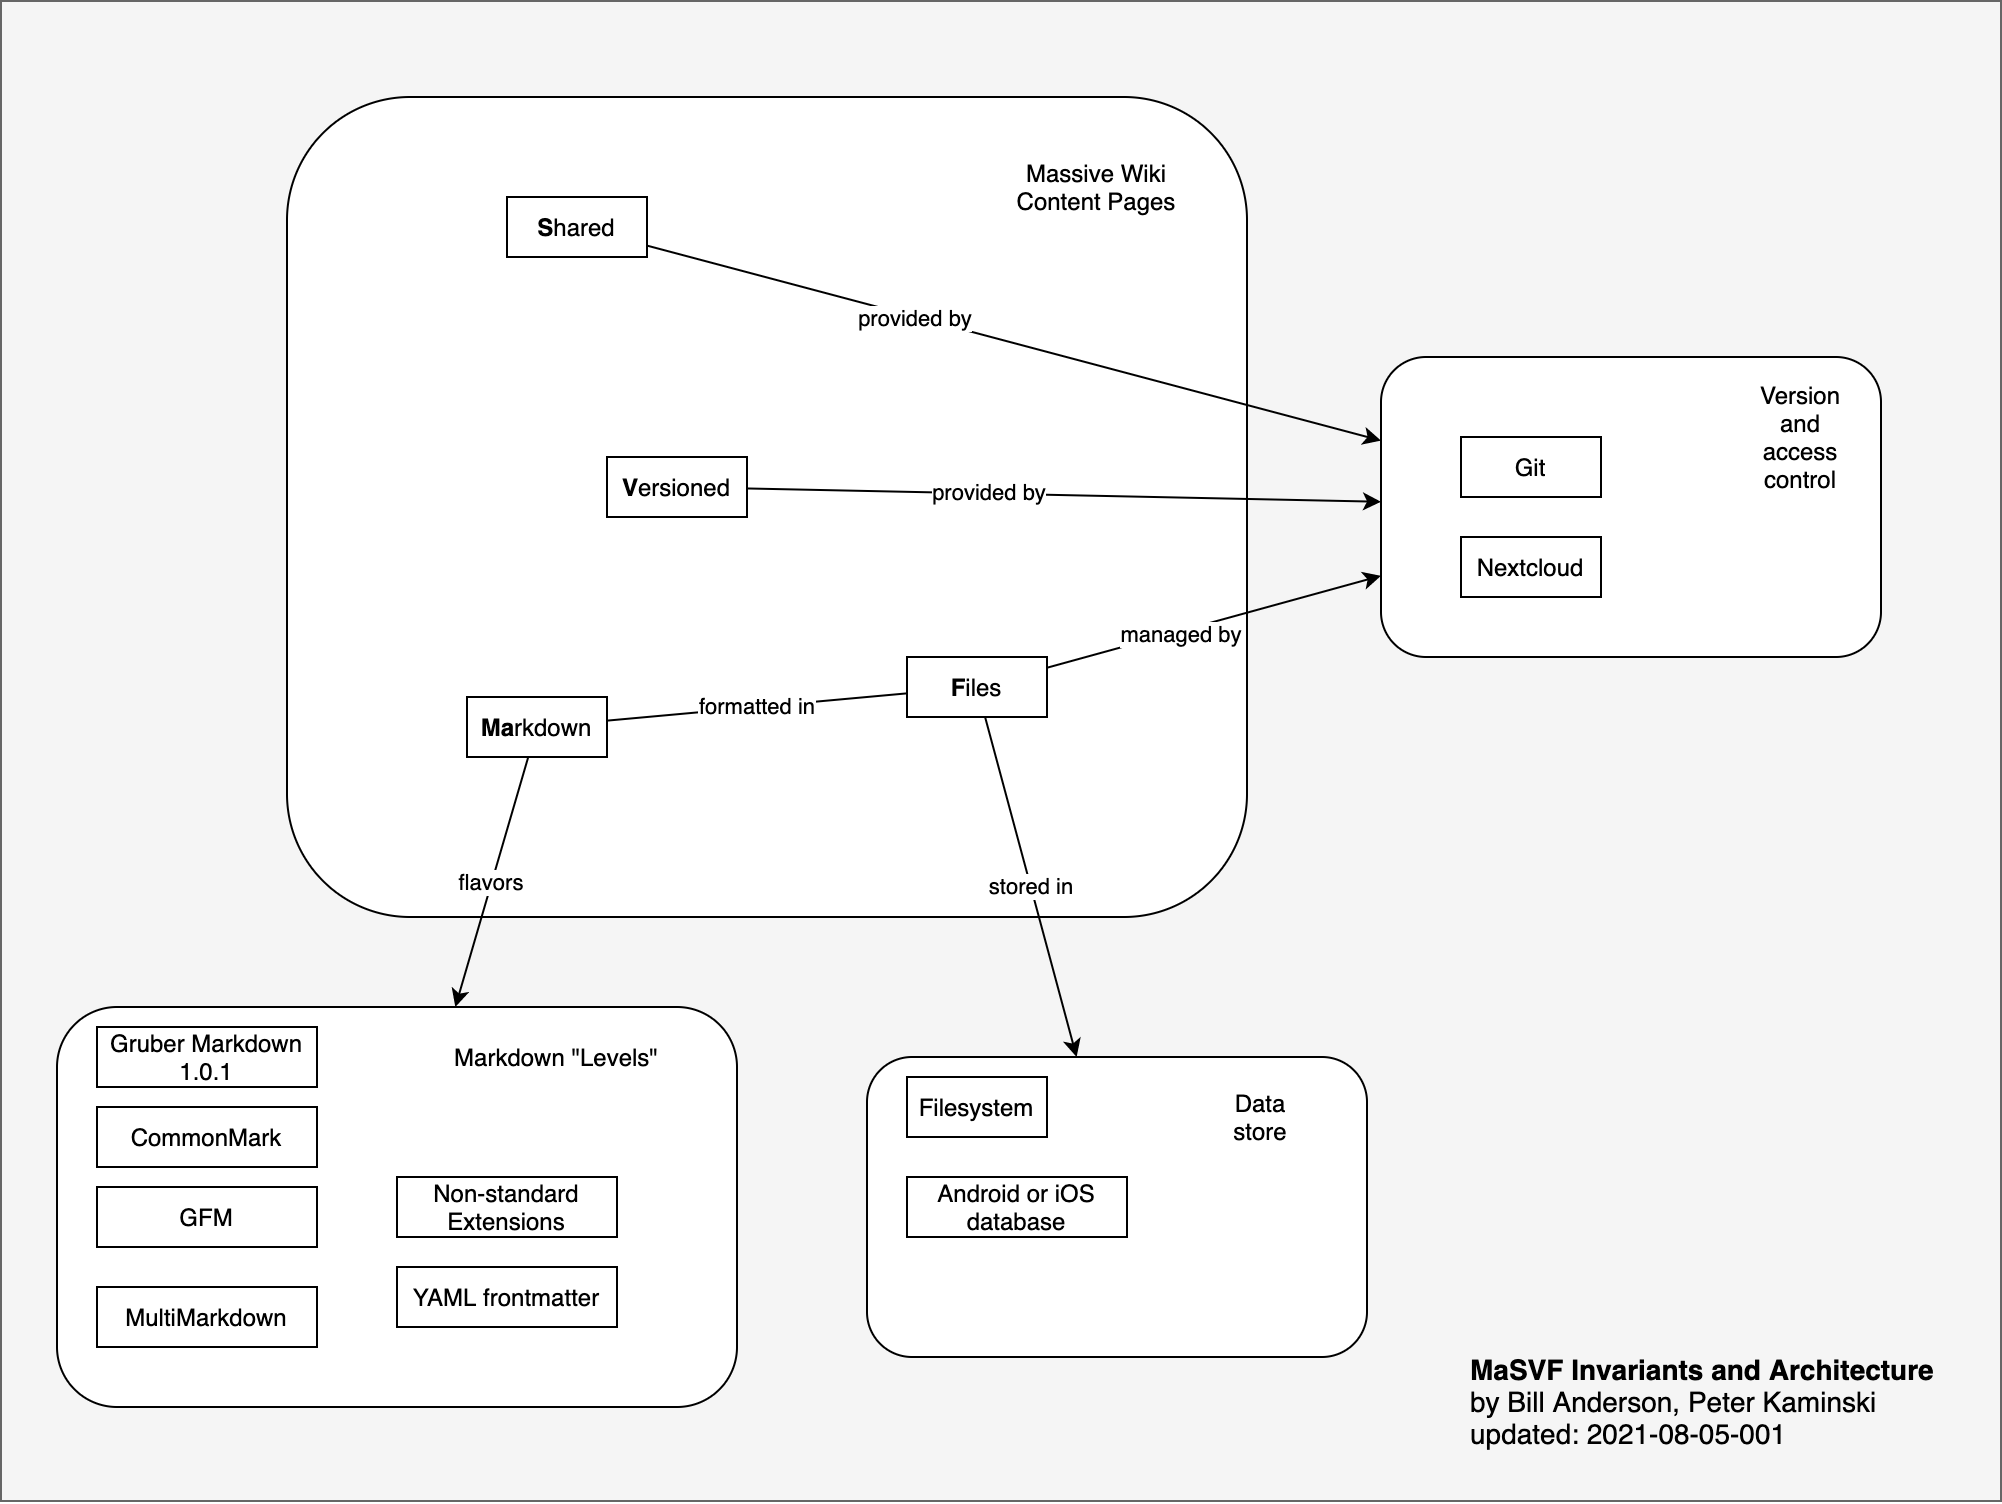 Massive Wiki
Content Pages
Shared
provided by
Version
and
access
control
Git
Versioned
provided by
Nextcloud
managed by
Files
formatted in
Markdown
flavors
stored in
Gruber Markdown
1.0.1
Markdown "Levels"
CommonMark
GFM
Non-standard
Extensions
YAML frontmatter
MultiMarkdown
Filesystem
Data
store
Android or iOS
database
MaSVF Invariants and Architecture
by Bill Anderson, Peter Kaminski
updated: 2021-08-05-001